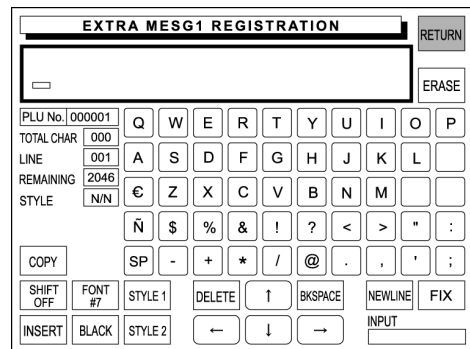 EXTRA MESG1 REGISTRATION
RETURN
ERASE
PLU No. 000001
TOTAL CHAR 000
LINE 001
REMAINING 2046
STYLE N/N
Q W E R T Y U I O P
A S D F G H J K L
€ Z X C V B N M
Ñ $ % & ! ? < > " :
COPY SP - + * / @ . , ' ;
SHIFT OFF FONT #7 STYLE 1 DELETE ↑ BKSPACE NEWLINE FIX
INSERT BLACK STYLE 2 ← ↓ → INPUT